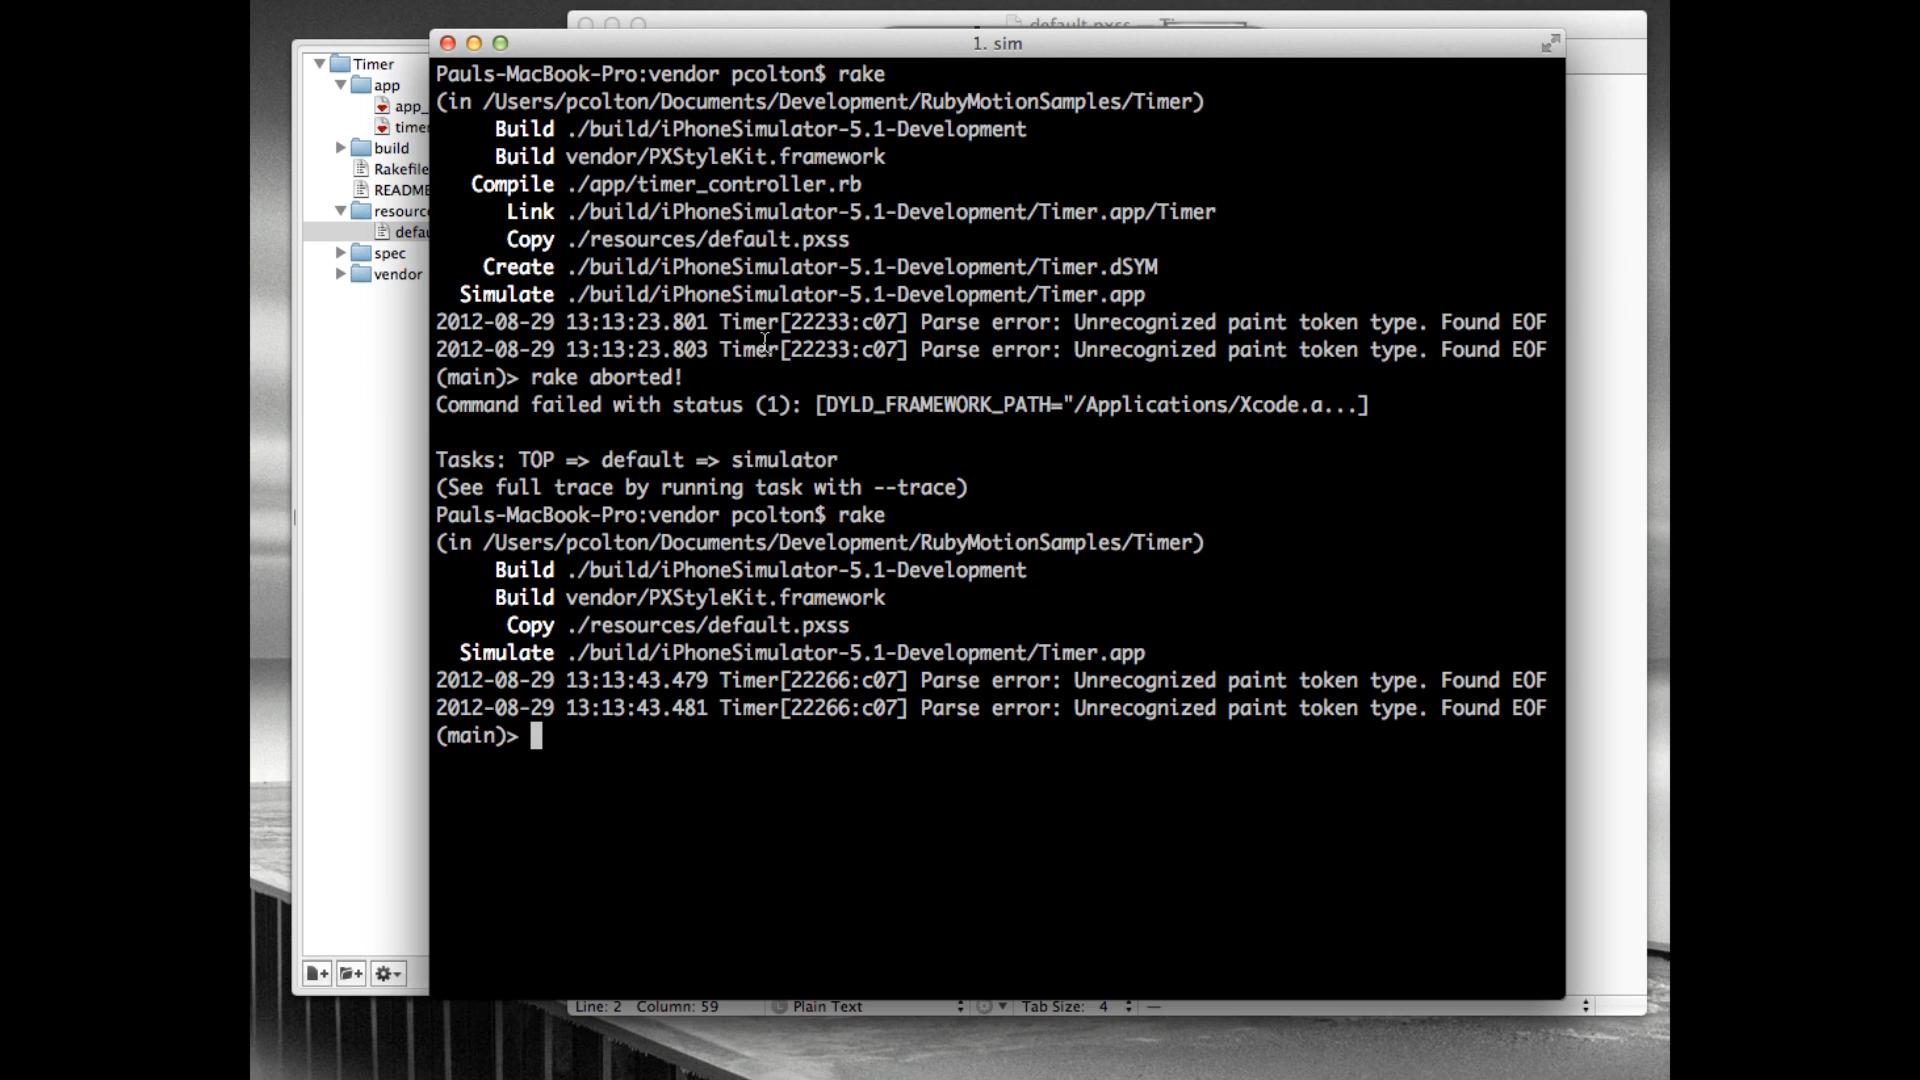 default.pxss — Ti
1. sim
Timer
app
app_
timer
build
Rakefile
README
resourc
defau
spec
vendor
Pauls-MacBook-Pro:vendor pcolton$ rake
(in /Users/pcolton/Documents/Development/RubyMotionSamples/Timer)
Build ./build/iPhoneSimulator-5.1-Development
Build vendor/PXStyleKit.framework
Compile ./app/timer_controller.rb
Link ./build/iPhoneSimulator-5.1-Development/Timer.app/Timer
Copy ./resources/default.pxss
Create ./build/iPhoneSimulator-5.1-Development/Timer.dSYM
Simulate ./build/iPhoneSimulator-5.1-Development/Timer.app
2012-08-29 13:13:23.801 Timer[22233:c07] Parse error: Unrecognized paint token type. Found EOF
2012-08-29 13:13:23.803 Timer[22233:c07] Parse error: Unrecognized paint token type. Found EOF
(main)> rake aborted!
Command failed with status (1): [DYLD_FRAMEWORK_PATH="/Applications/Xcode.a...]
Tasks: TOP => default => simulator
(See full trace by running task with --trace)
Pauls-MacBook-Pro:vendor pcolton$ rake
(in /Users/pcolton/Documents/Development/RubyMotionSamples/Timer)
Build ./build/iPhoneSimulator-5.1-Development
Build vendor/PXStyleKit.framework
Copy ./resources/default.pxss
Simulate ./build/iPhoneSimulator-5.1-Development/Timer.app
2012-08-29 13:13:43.479 Timer[22266:c07] Parse error: Unrecognized paint token type. Found EOF
2012-08-29 13:13:43.481 Timer[22266:c07] Parse error: Unrecognized paint token type. Found EOF
(main)>
Line: 2 Column: 59 L Plain Text Tab Size: 4 —